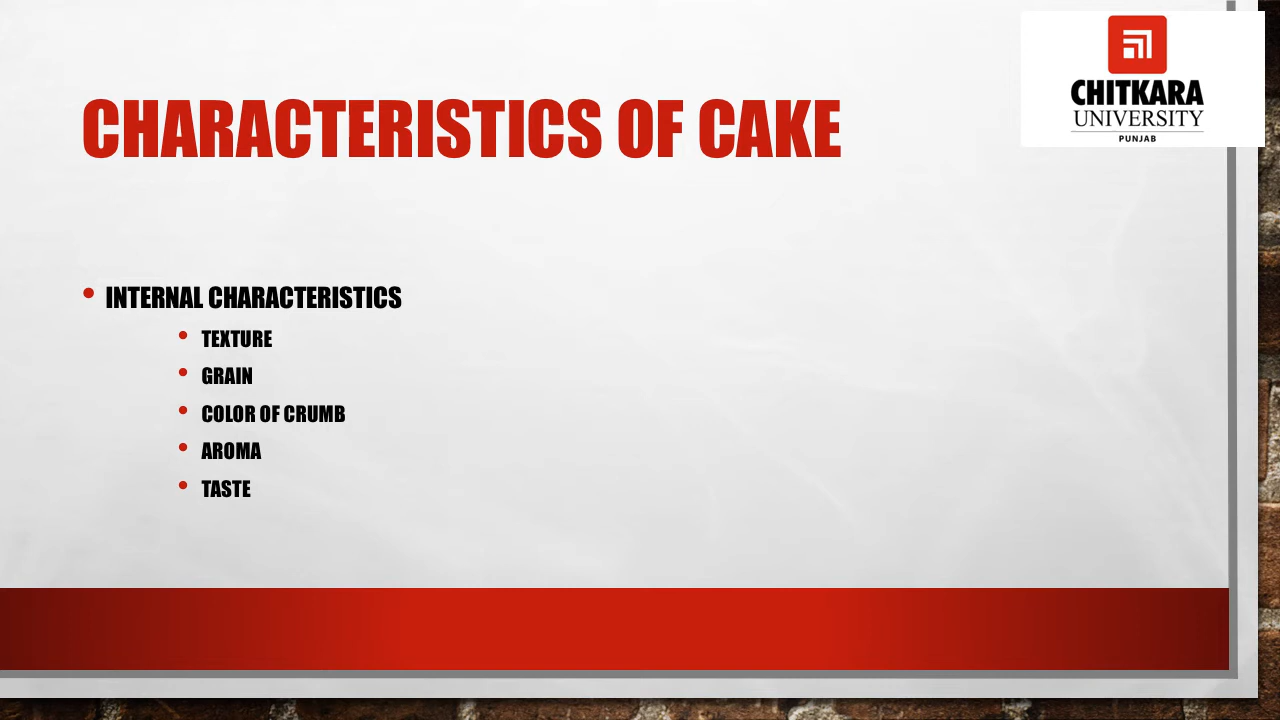 CHITKARA
UNIVERSITY
PUNJAB
CHARACTERISTICS OF CAKE
• INTERNAL CHARACTERISTICS
• TEXTURE
• GRAIN
• COLOR OF CRUMB
• AROMA
• TASTE